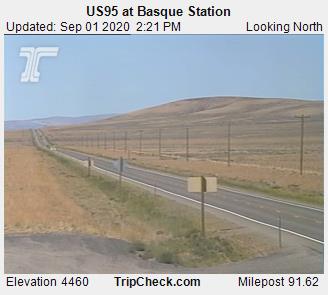 US95 at Basque Station
Updated: Sep 01 2020 2:21 PM Looking North
Elevation 4460 TripCheck.com Milepost 91.62